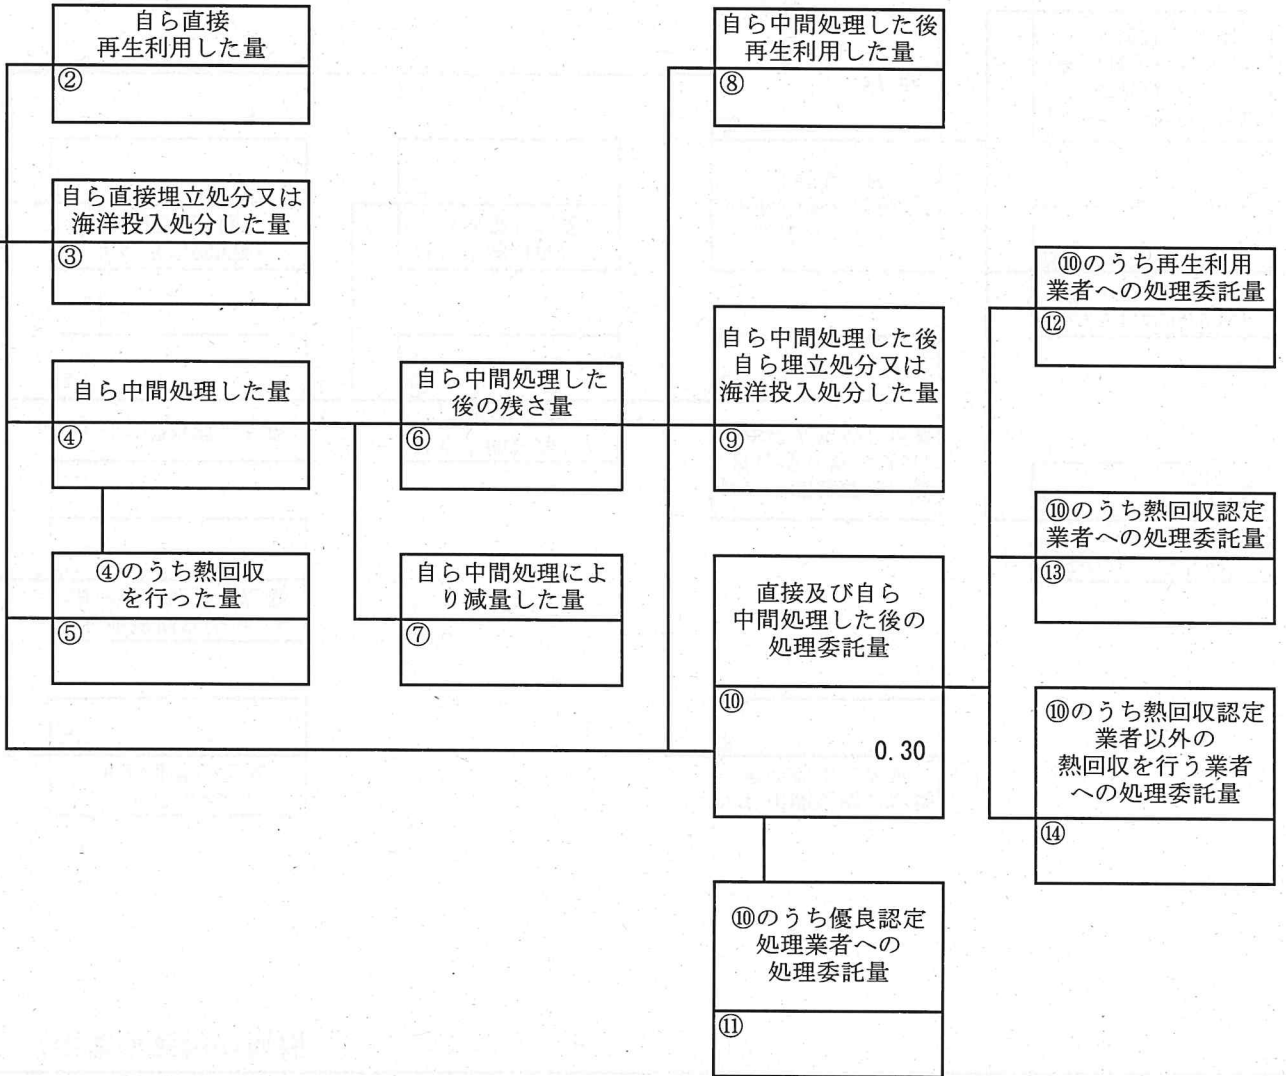 自ら直接
再生利用した量
②
自ら直接埋立処分又は
海洋投入処分した量
③
自ら中間処理した量
④
④のうち熱回収
を行った量
⑤
自ら中間処理した
後の残さ量
⑥
自ら中間処理によ
り減量した量
⑦
自ら中間処理した後
再生利用した量
⑧
自ら中間処理した後
自ら埋立処分又は
海洋投入処分した量
⑨
直接及び自ら
中間処理した後の
処理委託量
⑩
0.30
⑩のうち優良認定
処理業者への
処理委託量
⑪
⑩のうち再生利用
業者への処理委託量
⑫
⑩のうち熱回収認定
業者への処理委託量
⑬
⑩のうち熱回収認定
業者以外の
熱回収を行う業者
への処理委託量
⑭